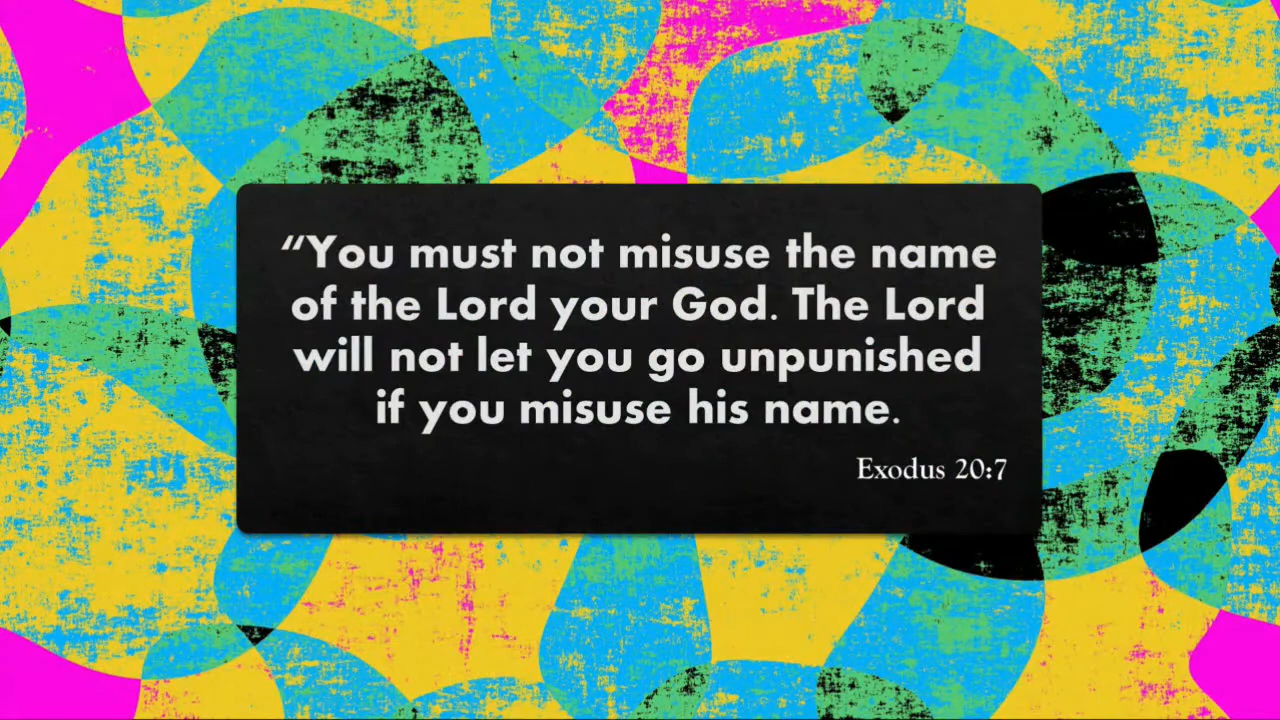 “You must not misuse the name
of the Lord your God. The Lord
will not let you go unpunished
if you misuse his name.
Exodus 20:7